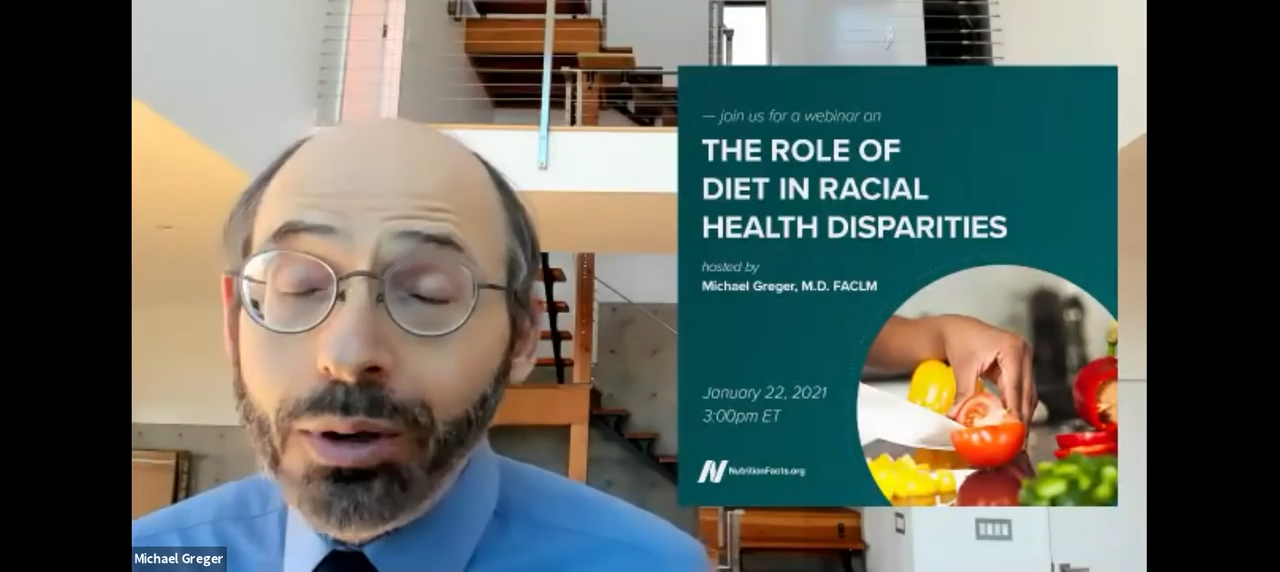 — join us for a webinar on
THE ROLE OF
DIET IN RACIAL
HEALTH DISPARITIES
hosted by
Michael Greger, M.D. FACLM
January 22, 2021
3:00pm ET
NutritionFacts.org
Michael Greger